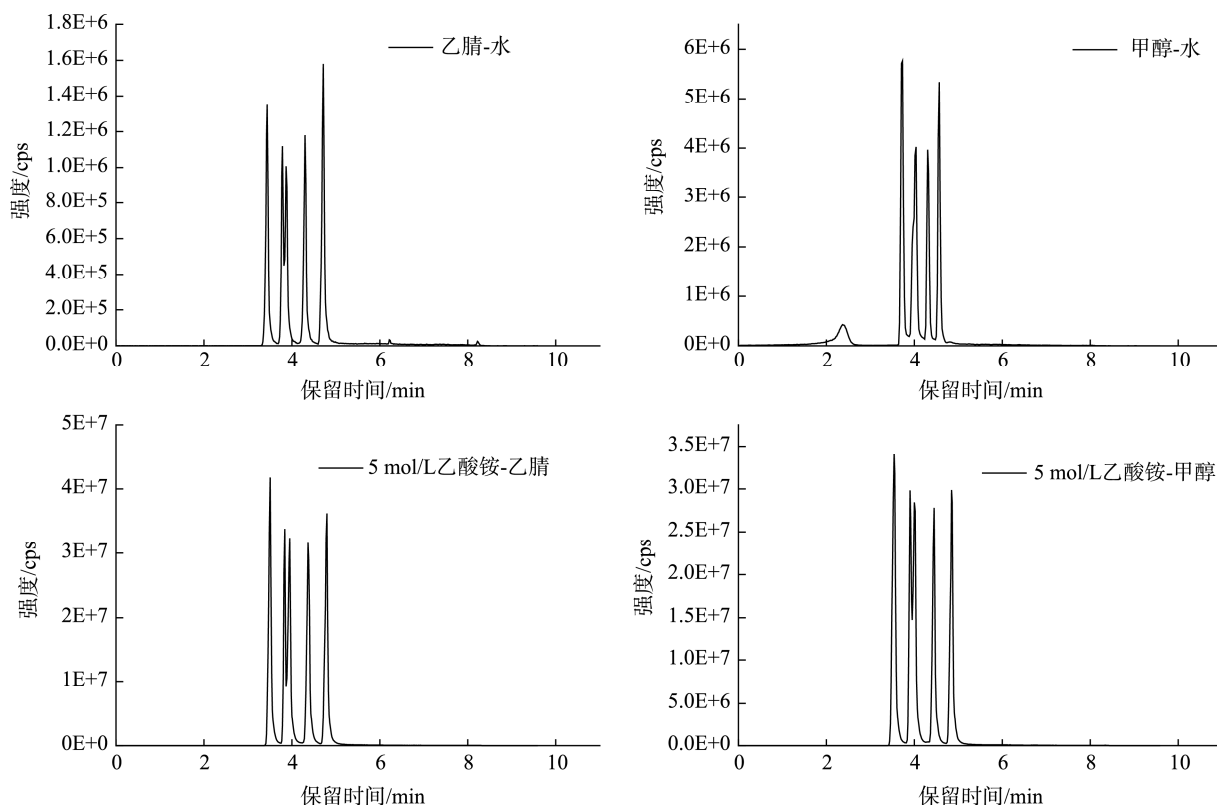 1.8E+6
1.6E+6
1.4E+6
1.2E+6
1.0E+6
8.0E+5
6.0E+5
4.0E+5
2.0E+5
0.0E+0
强度/cps
乙腈-水
0 2 4 6 8 10
保留时间/min
6E+6
5E+6
4E+6
3E+6
2E+6
1E+6
0E+0
强度/cps
甲醇-水
0 2 4 6 8 10
保留时间/min
5E+7
4E+7
3E+7
2E+7
1E+7
0E+0
强度/cps
5 mol/L乙酸铵-乙腈
0 2 4 6 8 10
保留时间/min
3.5E+7
3.0E+7
2.5E+7
2.0E+7
1.5E+7
1.0E+7
5.0E+6
0.0E+0
强度/cps
5 mol/L乙酸铵-甲醇
0 2 4 6 8 10
保留时间/min